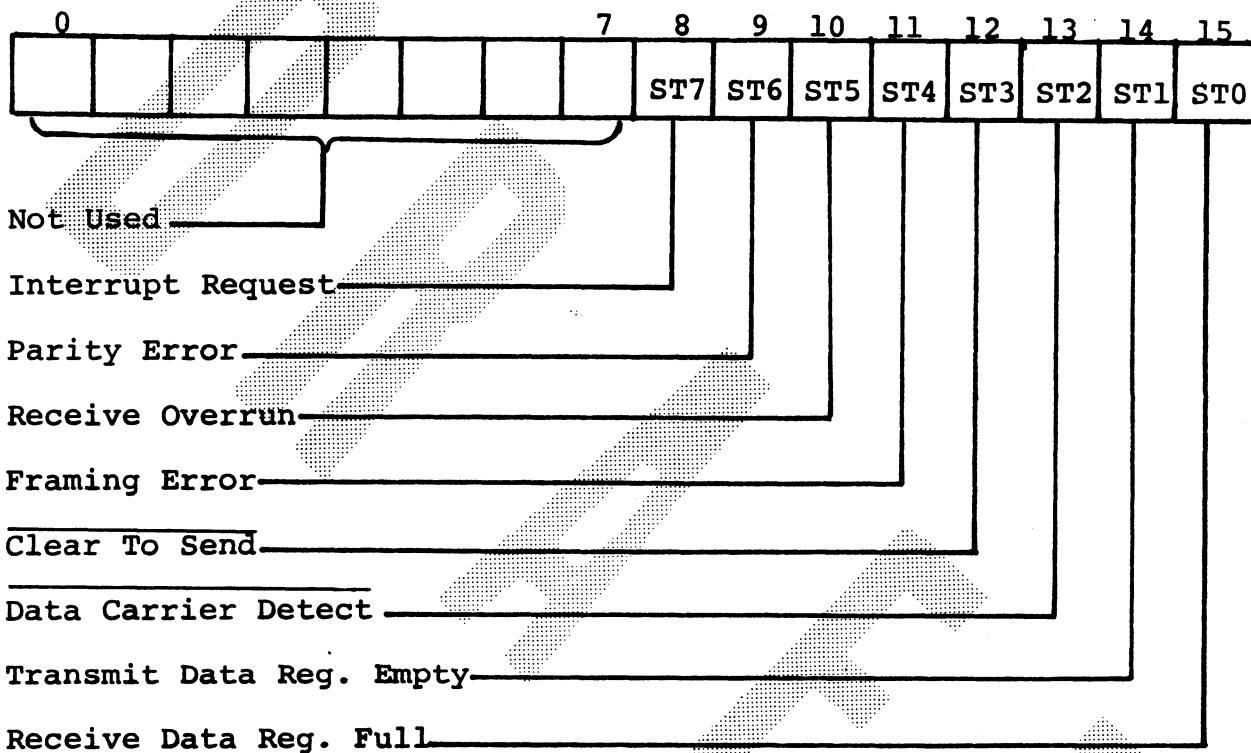 0 7 8 9 10 11 12 13 14 15
ST7 ST6 ST5 ST4 ST3 ST2 ST1 ST0
Not Used
Interrupt Request
Parity Error
Receive Overrun
Framing Error
Clear To Send
Data Carrier Detect
Transmit Data Reg. Empty
Receive Data Reg. Full